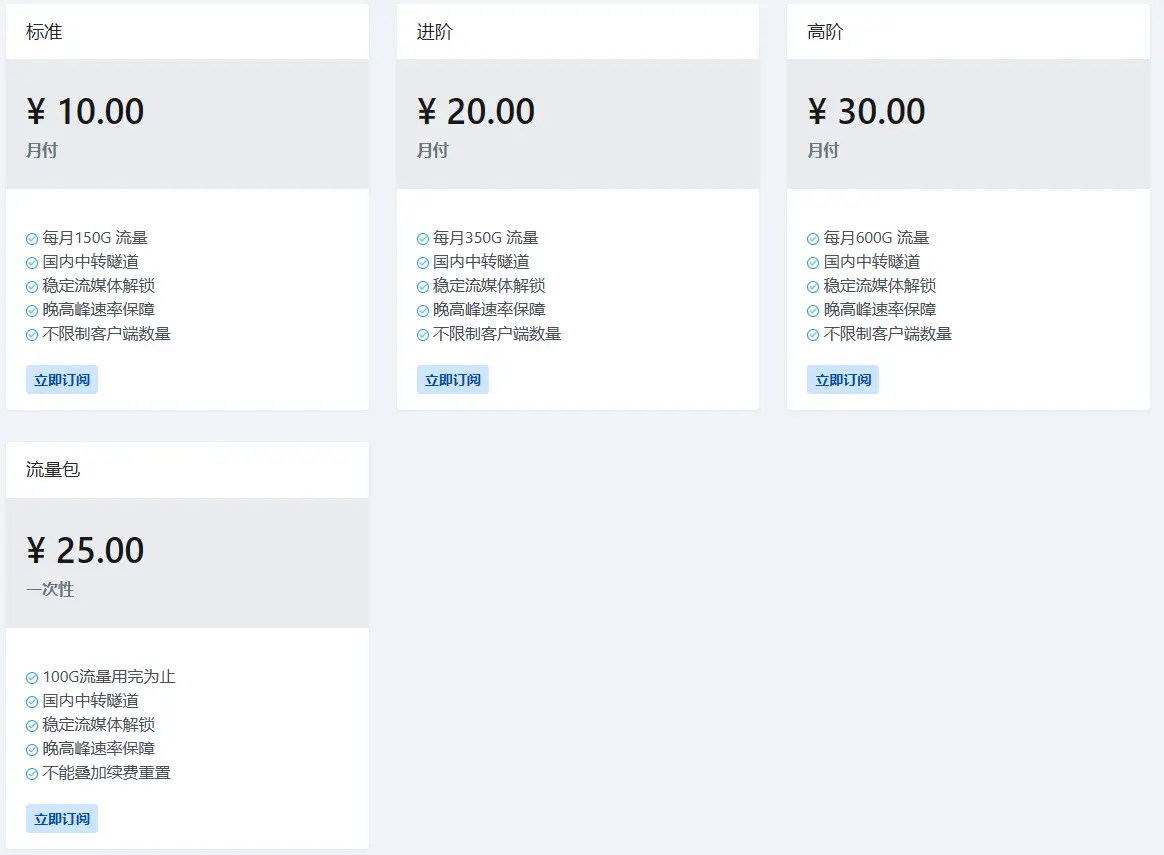 标准
¥ 10.00
月付
每月150G 流量
国内中转隧道
稳定流媒体解锁
晚高峰速率保障
不限制客户端数量
立即订阅
进阶
¥ 20.00
月付
每月350G 流量
国内中转隧道
稳定流媒体解锁
晚高峰速率保障
不限制客户端数量
立即订阅
高阶
¥ 30.00
月付
每月600G 流量
国内中转隧道
稳定流媒体解锁
晚高峰速率保障
不限制客户端数量
立即订阅
流量包
¥ 25.00
一次性
100G流量用完为止
国内中转隧道
稳定流媒体解锁
晚高峰速率保障
不能叠加续费重置
立即订阅